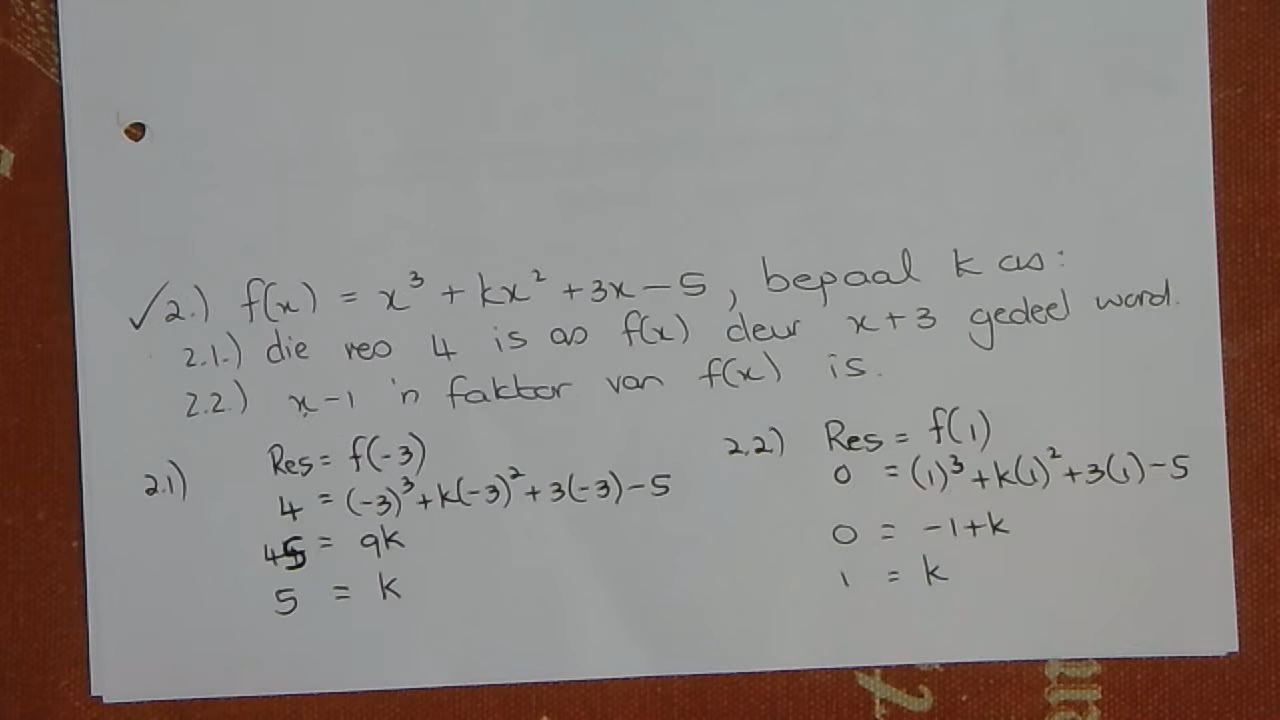 ✓2.) f(x) = x³ + kx² + 3x - 5, bepaal k as:
2.1.) die res 4 is as f(x) deur x + 3 gedeel word.
2.2.) x-1 'n faktor van f(x) is.
2.1) Res = f(-3)
4 = (-3)³ + k(-3)² + 3(-3) - 5
45 = 9k
5 = k
2.2) Res = f(1)
0 = (1)³ + k(1)² + 3(1) - 5
0 = -1 + k
1 = k